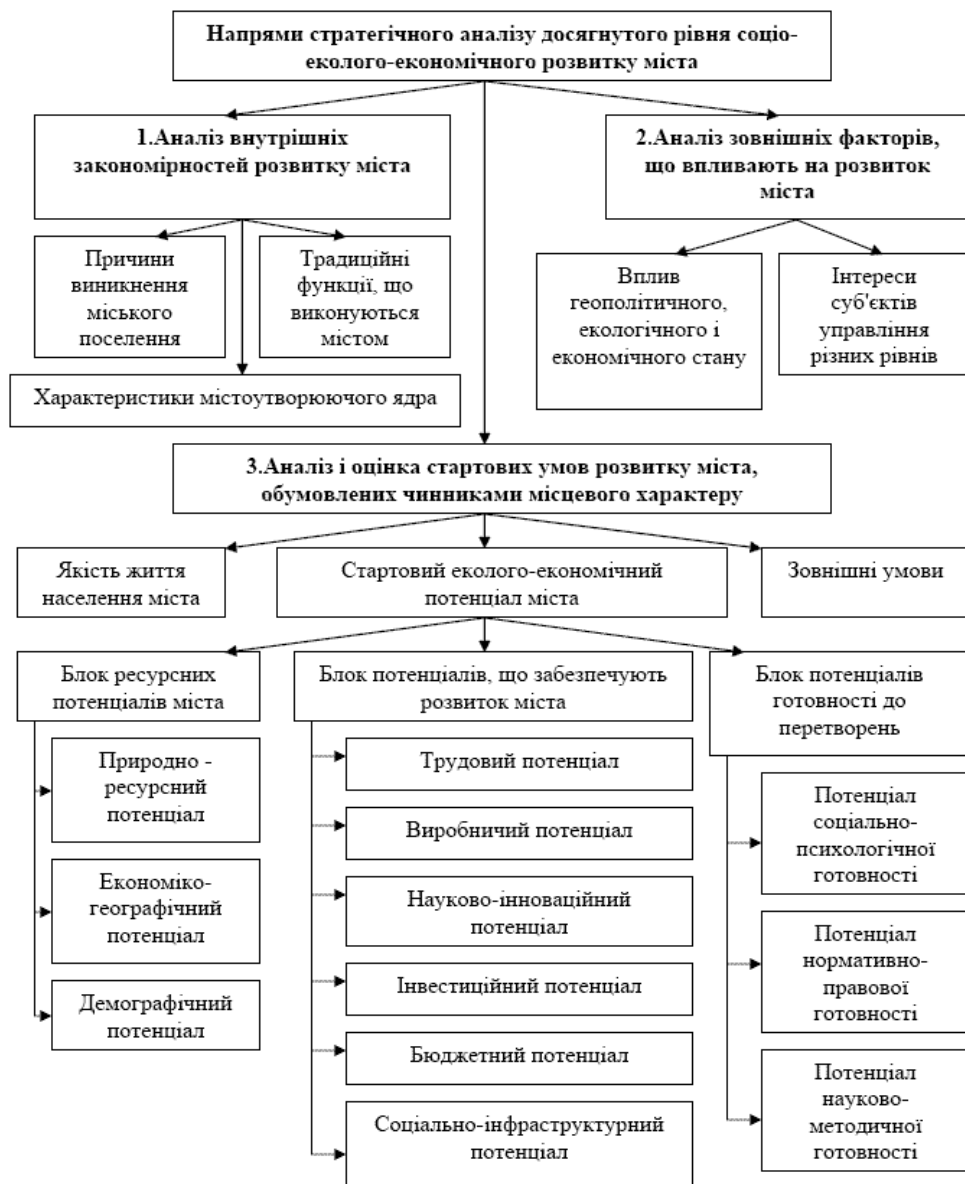 Напрями стратегічного аналізу досягнутого рівня соціо-
еколого-економічного розвитку міста
1.Аналіз внутрішніх
закономірностей розвитку міста
2.Аналіз зовнішніх факторів,
що впливають на розвиток
міста
Причини
виникнення
міського
поселення
Традиційні
функції, що
виконуються
містом
Вплив
геополітичного,
екологічного і
економічного стану
Інтереси
суб'єктів
управління
різних рівнів
Характеристики містоутворюючого ядра
3.Аналіз і оцінка стартових умов розвитку міста,
обумовлених чинниками місцевого характеру
Якість життя
населення міста
Стартовий еколого-економічний
потенціал міста
Зовнішні умови
Блок ресурсних
потенціалів міста
Блок потенціалів, що забезпечують
розвиток міста
Блок потенціалів
готовності до
перетворень
Природно -
ресурсний
потенціал
Економіко-
географічний
потенціал
Демографічний
потенціал
Трудовий потенціал
Виробничий потенціал
Науково-інноваційний
потенціал
Інвестиційний потенціал
Бюджетний потенціал
Соціально-інфраструктурний
потенціал
Потенціал
соціально-
психологічної
готовності
Потенціал
нормативно-
правової
готовності
Потенціал
науково-
методичної
готовності